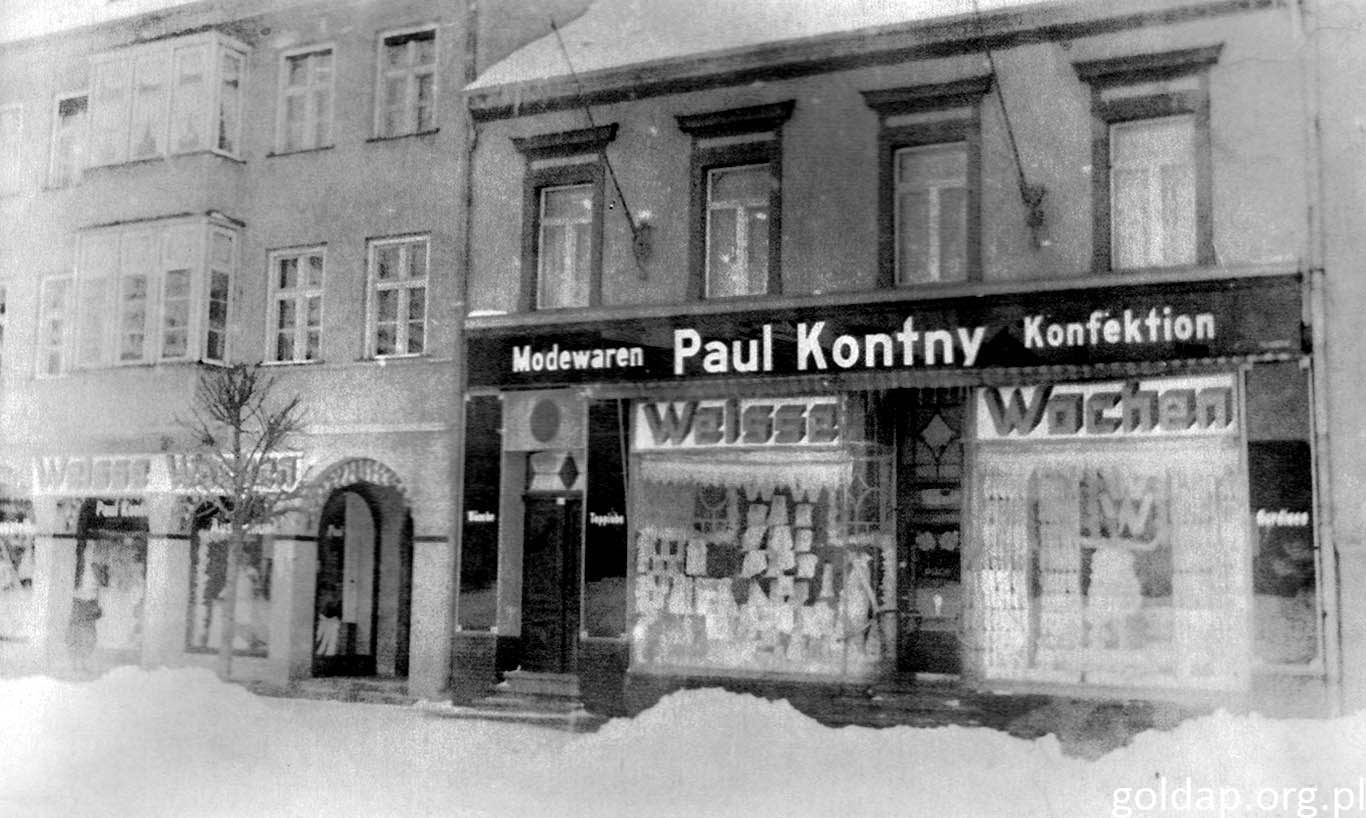 Modewaren Paul Kontny Konfektion
Weisse Wochen
Weisse Wochen
Teppiche
Gardinen
W
goldap.org.pl